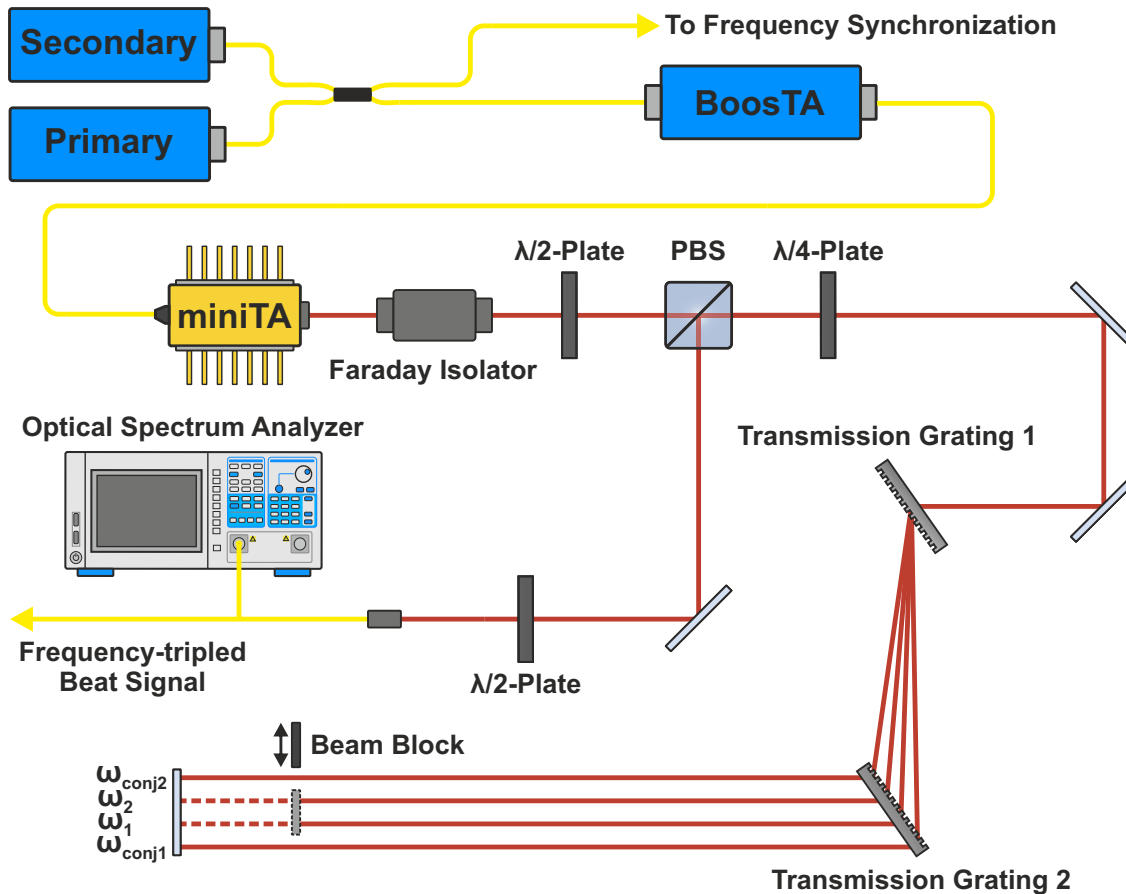 Secondary
To Frequency Synchronization
Primary
BoosTA
λ/2-Plate
PBS
λ/4-Plate
miniTA
Faraday Isolator
Optical Spectrum Analyzer
Transmission Grating 1
Frequency-tripled
Beat Signal
λ/2-Plate
Beam Block
ωconj2
ω2
ω1
ωconj1
Transmission Grating 2